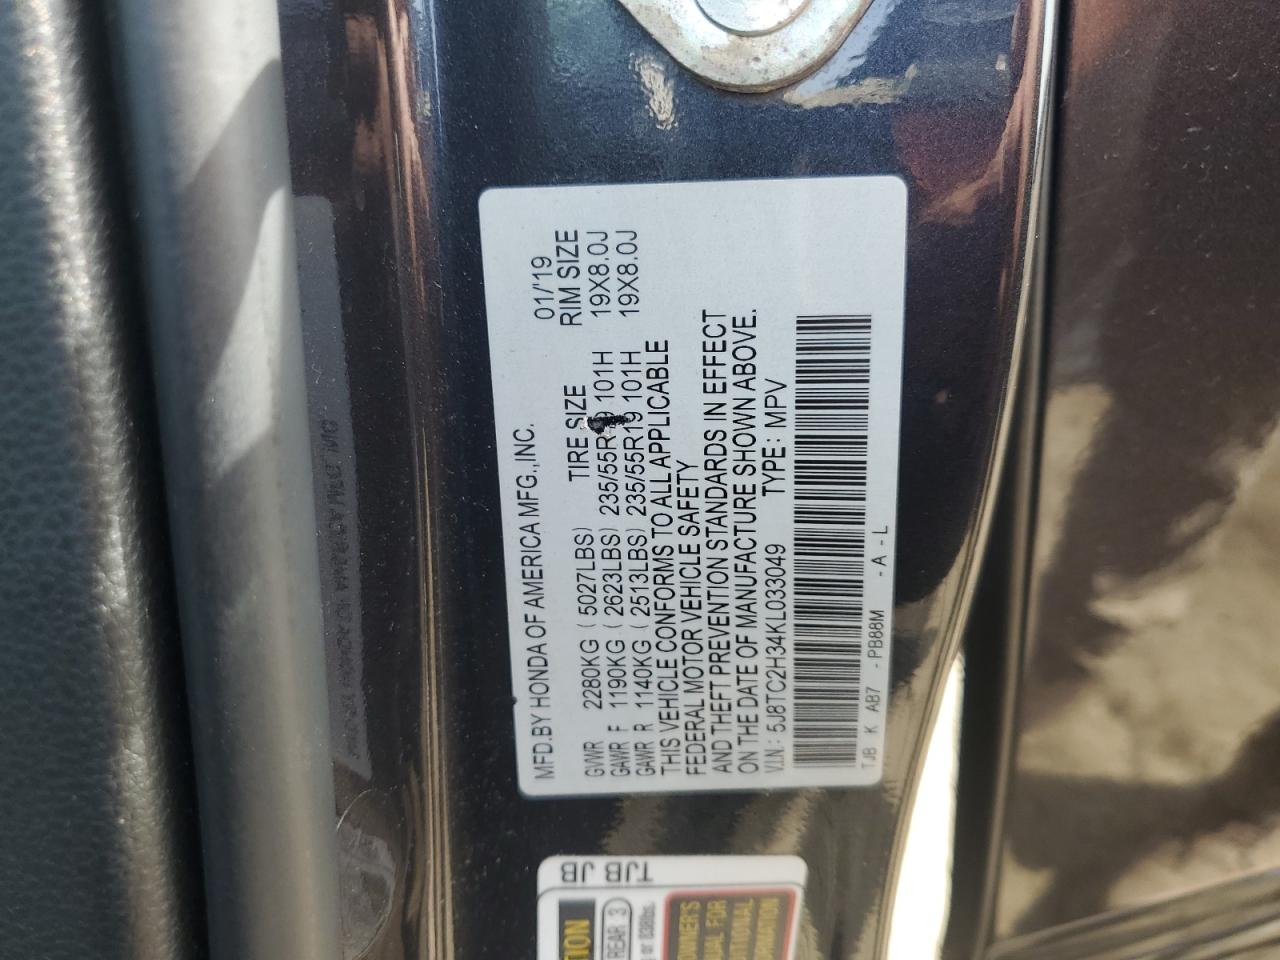 MFD.BY HONDA OF AMERICA MFG.,INC. 01/'19
TIRE SIZE RIM SIZE
GVWR 2280KG ( 5027LBS)
GAWR F 1190KG ( 2623LBS) 235/55R19 101H 19X8.0J
GAWR R 1140KG ( 2513LBS) 235/55R19 101H 19X8.0J
THIS VEHICLE CONFORMS TO ALL APPLICABLE
FEDERAL MOTOR VEHICLE SAFETY
AND THEFT PREVENTION STANDARDS IN EFFECT
ON THE DATE OF MANUFACTURE SHOWN ABOVE.
V.I.N.: 5J8TC2H34KL033049 TYPE: MPV
TJB K AB7 -PB88M -A-L
TJB
JB
REAR 3